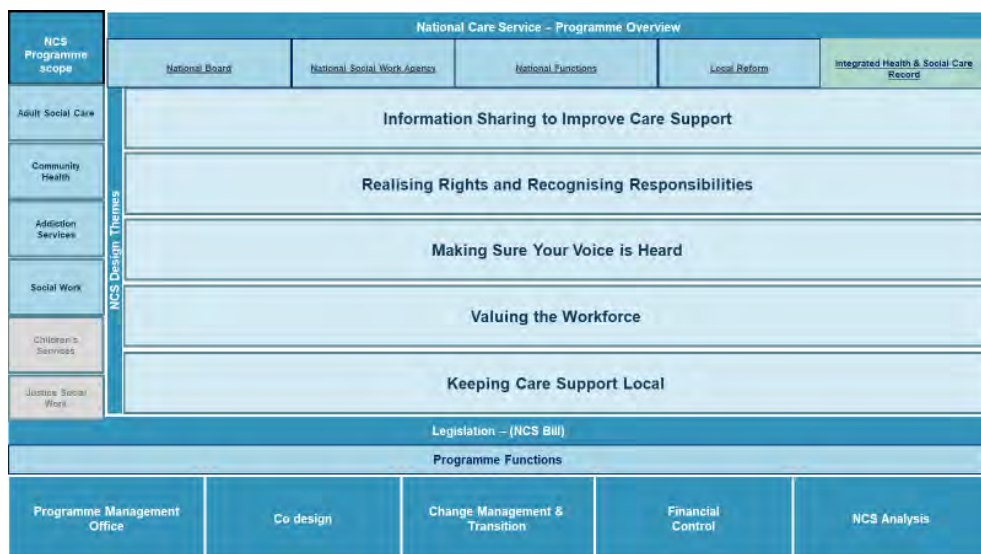 NCS
Programme
scope
National Care Service – Programme Overview
National Board
National Social Work Agency
National Functions
Local Reform
Integrated Health & Social Care
Record
Adult Social Care
Community
Health
Addiction
Services
Social Work
Children's
Services
Justice Social
Work
NCS Design Themes
Information Sharing to Improve Care Support
Realising Rights and Recognising Responsibilities
Making Sure Your Voice is Heard
Valuing the Workforce
Keeping Care Support Local
Legislation – (NCS Bill)
Programme Functions
Programme Management
Office
Co design
Change Management &
Transition
Financial
Control
NCS Analysis